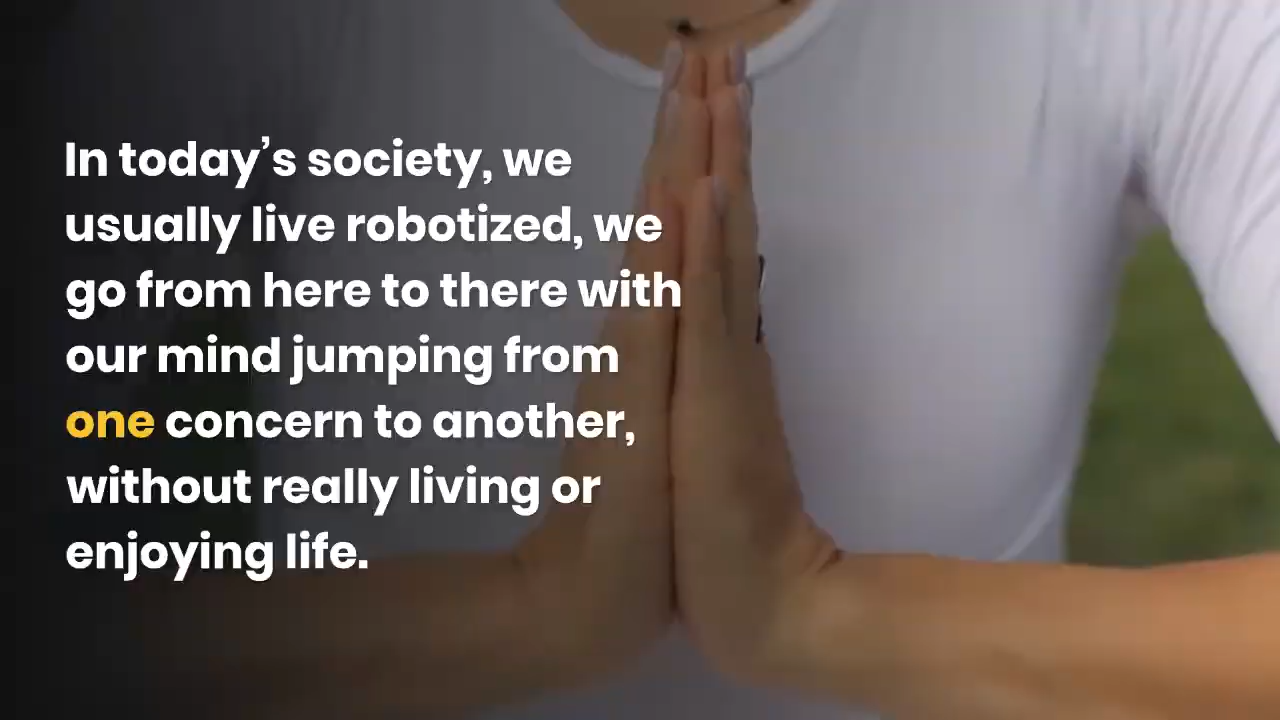 In today’s society, we
usually live robotized, we
go from here to there with
our mind jumping from
one concern to another,
without really living or
enjoying life.